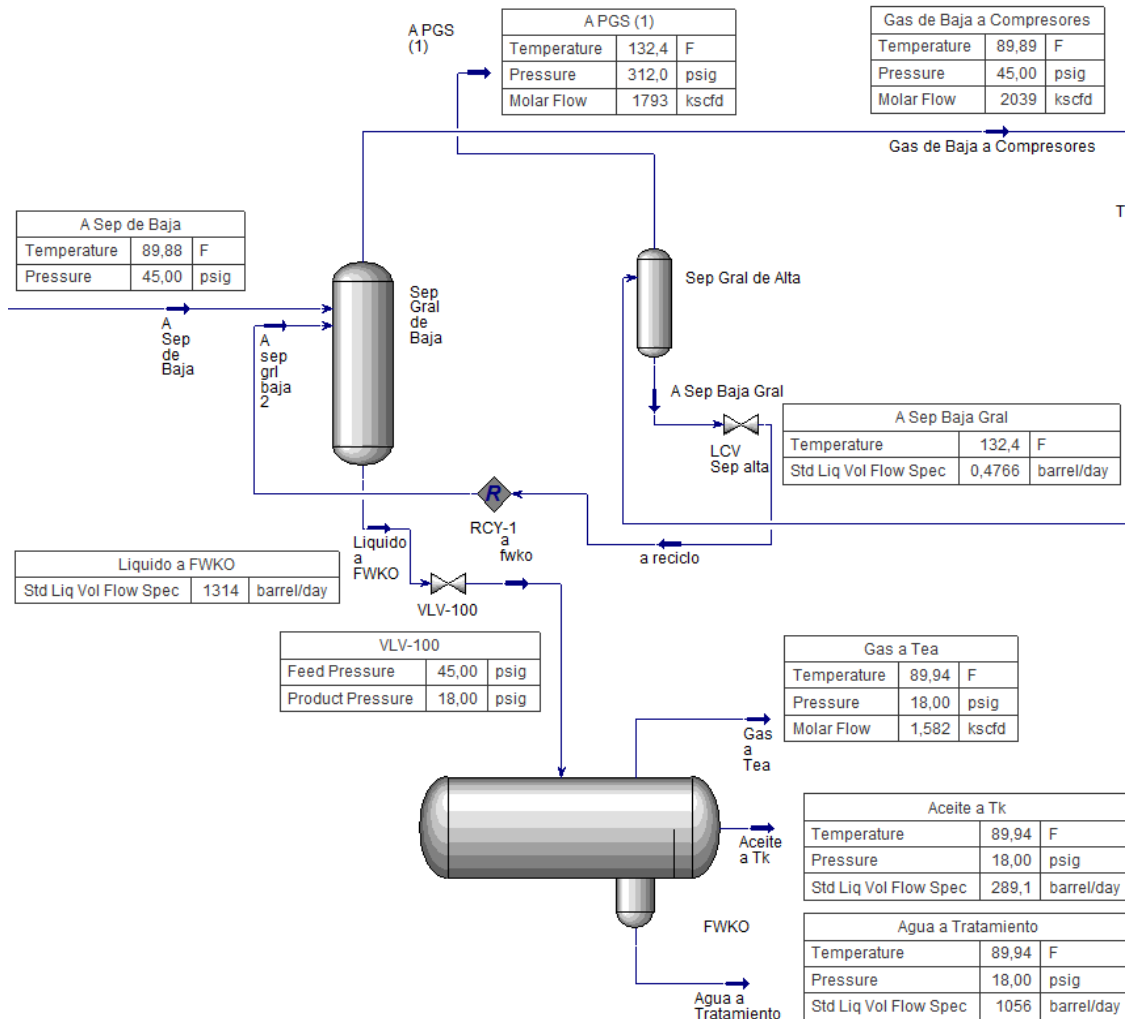 A PGS
(1)
A PGS (1)
Temperature 132,4 F
Pressure 312,0 psig
Molar Flow 1793 kscfd
Gas de Baja a Compresores
Temperature 89,89 F
Pressure 45,00 psig
Molar Flow 2039 kscfd
Gas de Baja a Compresores
T
A Sep de Baja
Temperature 89,88 F
Pressure 45,00 psig
A
Sep
de
Baja
A
sep
grl
baja
2
Sep
Gral
de
Baja
Sep Gral de Alta
A Sep Baja Gral
LCV
Sep alta
A Sep Baja Gral
Temperature 132,4 F
Std Liq Vol Flow Spec 0,4766 barrel/day
R
RCY-1
a
fwko
a reciclo
Liquido
a
FWKO
Liquido a FWKO
Std Liq Vol Flow Spec 1314 barrel/day
VLV-100
VLV-100
Feed Pressure 45,00 psig
Product Pressure 18,00 psig
Gas a Tea
Temperature 89,94 F
Pressure 18,00 psig
Molar Flow 1,582 kscfd
Gas
a
Tea
Aceite
a Tk
Aceite a Tk
Temperature 89,94 F
Pressure 18,00 psig
Std Liq Vol Flow Spec 289,1 barrel/day
FWKO
Agua a
Tratamiento
Agua a Tratamiento
Temperature 89,94 F
Pressure 18,00 psig
Std Liq Vol Flow Spec 1056 barrel/day